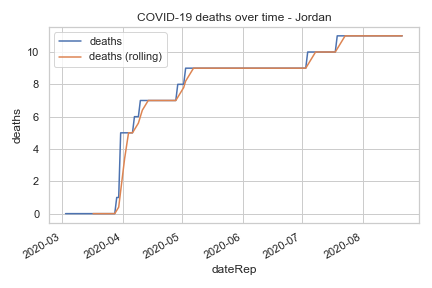 COVID-19 deaths over time - Jordan
deaths
deaths (rolling)
deaths
10
8
6
4
2
0
2020-03
2020-04
2020-05
2020-06
2020-07
2020-08
dateRep